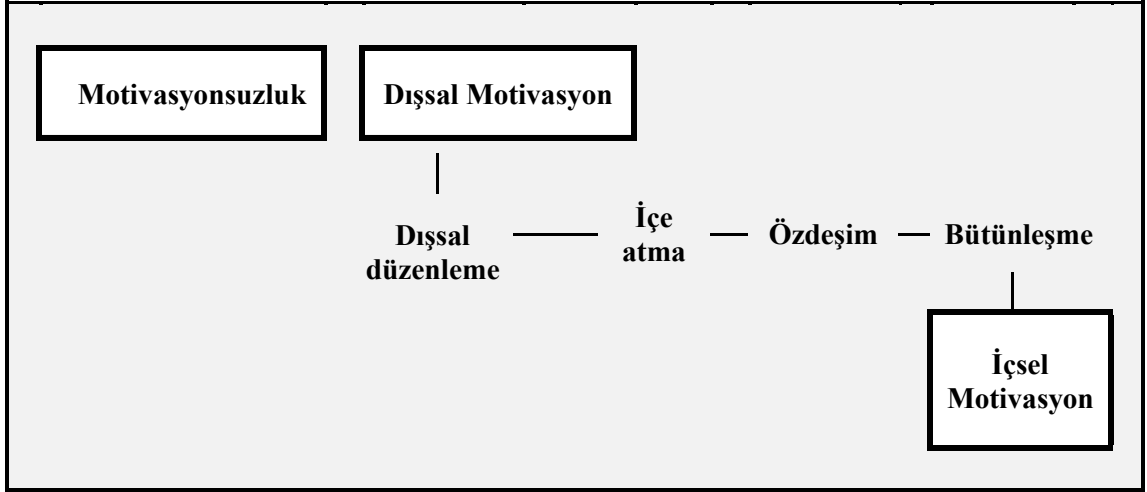 Motivasyonsuzluk
Dışsal Motivasyon
Dışsal
düzenleme
İçe
atma
Özdeşim
Bütünleşme
İçsel
Motivasyon